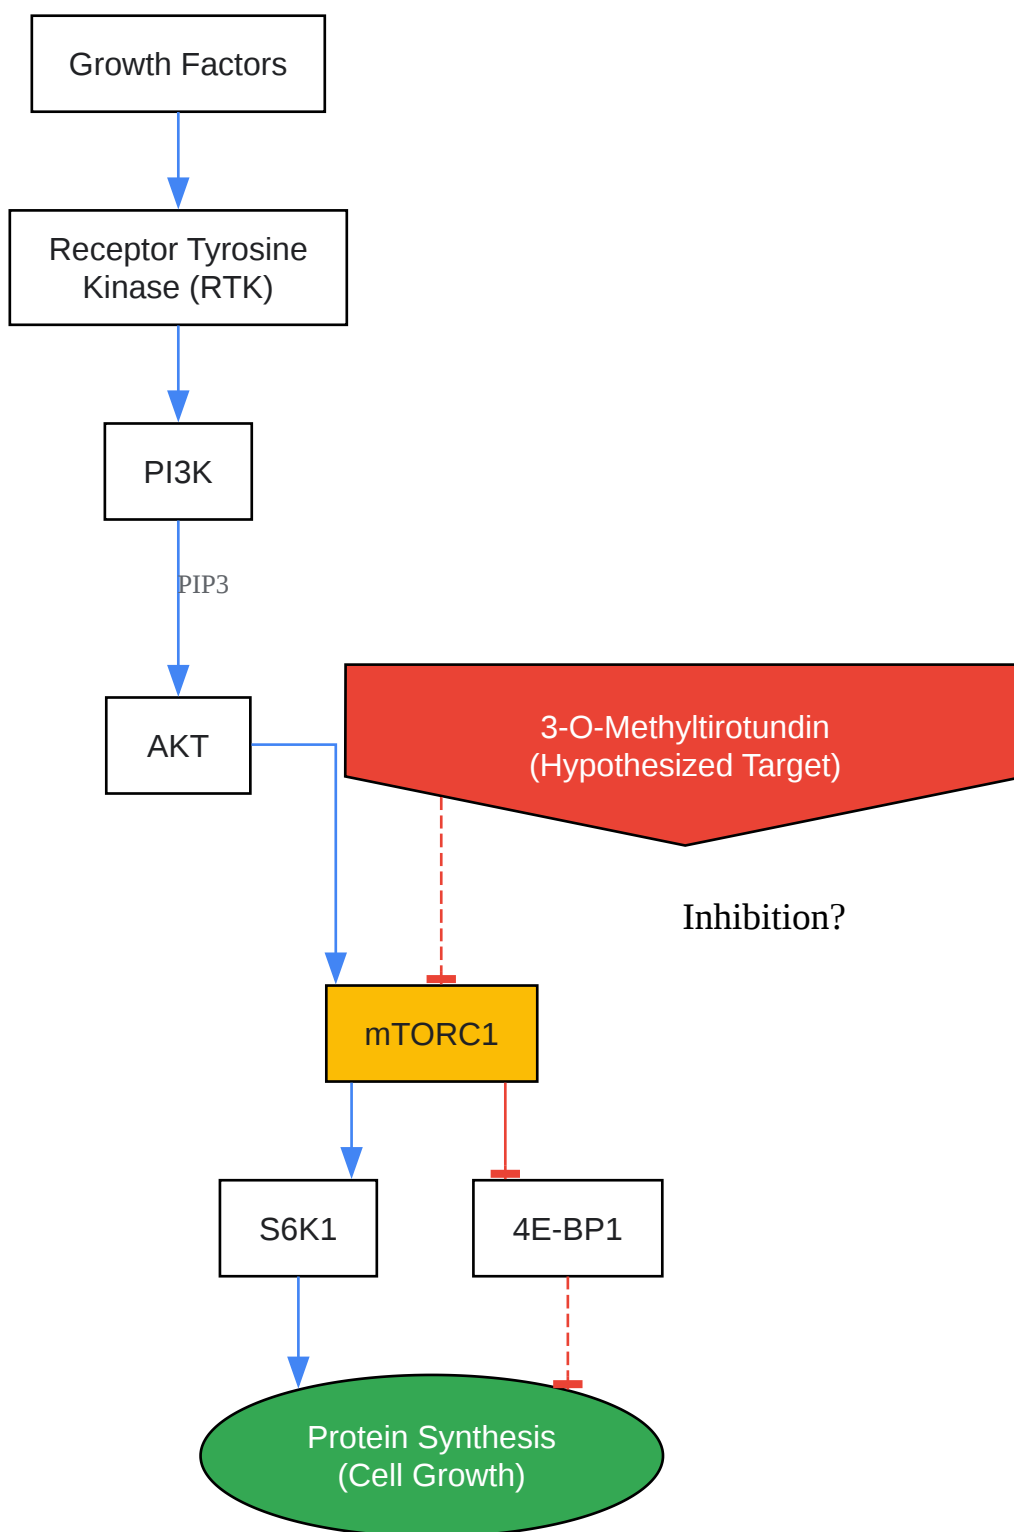 Growth Factors
Receptor Tyrosine
Kinase (RTK)
PI3K
PIP3
AKT
3-O-Methyltirotundin
(Hypothesized Target)
Inhibition?
mTORC1
S6K1
4E-BP1
Protein Synthesis
(Cell Growth)